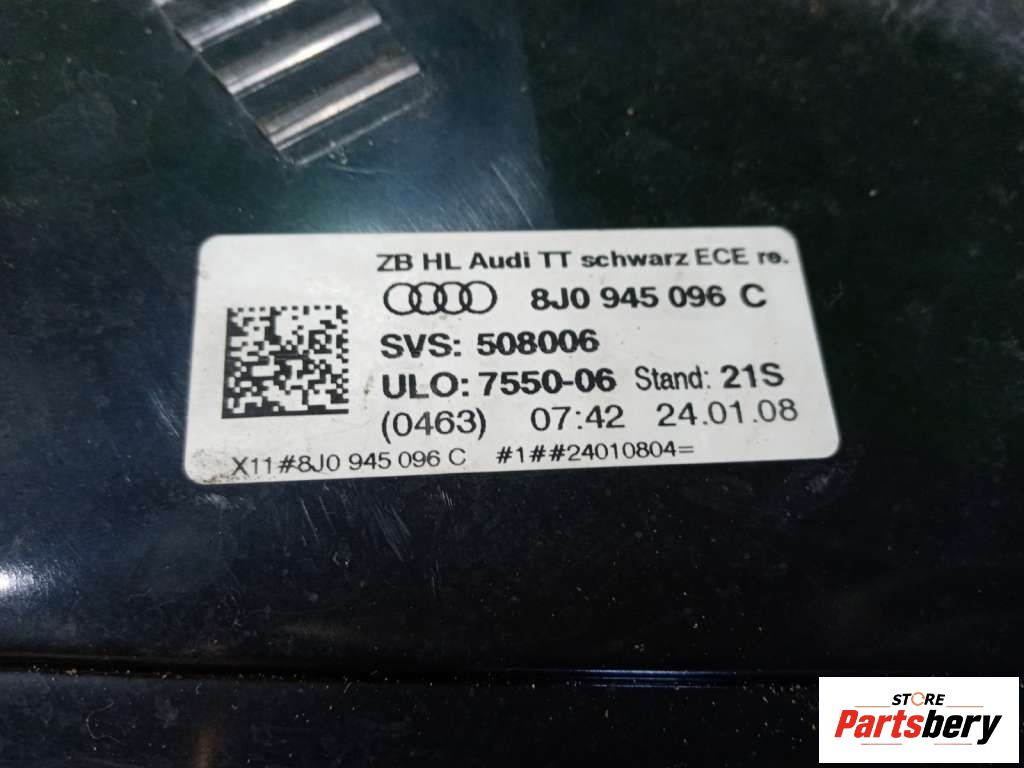 ZB HL Audi TT schwarz ECE re.
8J0 945 096 C
SVS: 508006
ULO: 7550-06 Stand: 21S
(0463) 07:42 24.01.08
X11#8J0 945 096 C #1##24010804=
STORE
Partsbery